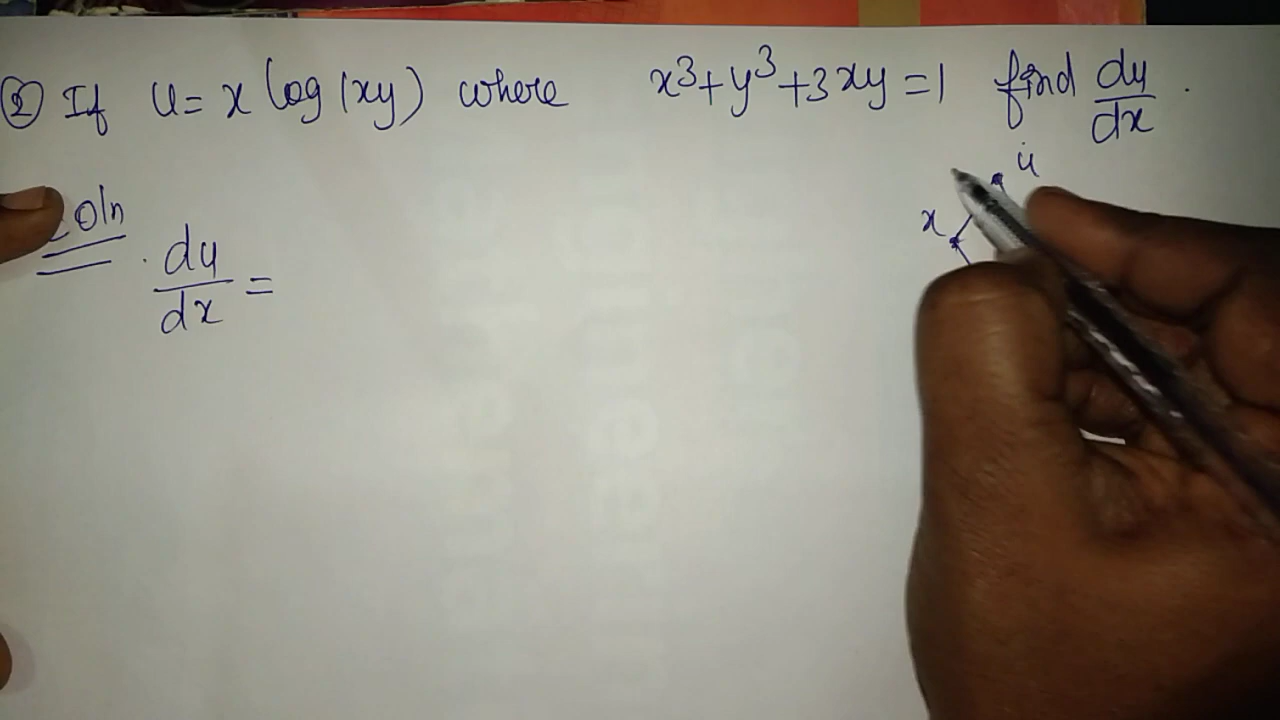 ② If u = x log(xy) where x³+y³+3xy=1 find du/dx.
u
x
Soln
du/dx =